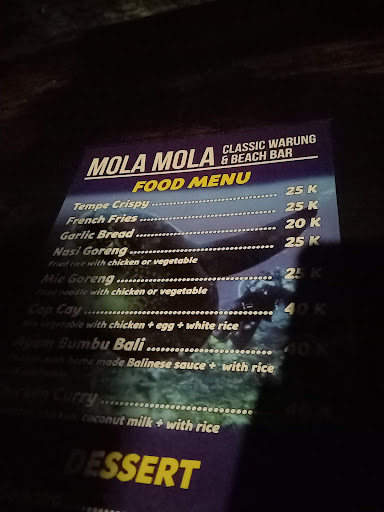 MOLA MOLA CLASSIC WARUNG & BEACH BAR
FOOD MENU
Tempe Crispy 25 K
French Fries 25 K
Garlic Bread 20 K
Nasi Goreng 25 K
Fried rice with chicken or vegetable
Mie Goreng 25 K
Fried noodle with chicken or vegetable
Cap Cay 40 K
Mix vegetable with chicken + egg + white rice
Ayam Bumbu Bali
with home made Balinese sauce + with rice
Curry
coconut milk + with rice
DESSERT